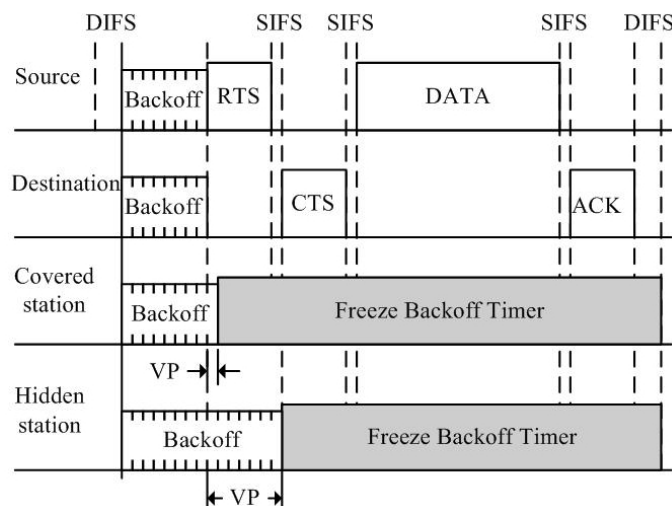 DIFS SIFS SIFS SIFS DIFS
Source
Backoff RTS DATA
Destination
Backoff CTS ACK
Covered
station
Backoff Freeze Backoff Timer
VP
Hidden
station
Backoff Freeze Backoff Timer
VP